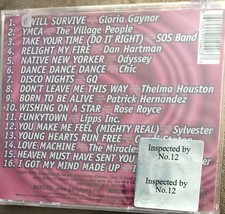 1. I WILL SURVIVE Gloria Gaynor
2. YMCA The Village People
3. TAKE YOUR TIME (DO IT RIGHT) SOS Band
4. RELIGHT MY FIRE Dan Hartman
5. NATIVE NEW YORKER Odyssey
6. DANCE DANCE DANCE Chic
7. DISCO NIGHTS GQ
8. DON'T LEAVE ME THIS WAY Thelma Houston
9. BORN TO BE ALIVE Patrick Hernandez
10. WISHING ON A STAR Rose Royce
11. FUNKYTOWN Lipps Inc.
12. YOU MAKE ME FEEL (MIGHTY REAL) Sylvester
13. YOUNG HEARTS RUN FREE
14. LOVE MACHINE The Miracles
15. HEAVEN MUST HAVE SENT YOU
16. I GOT MY MIND MADE UP
Inspected by
No.12
Inspected by
No.12